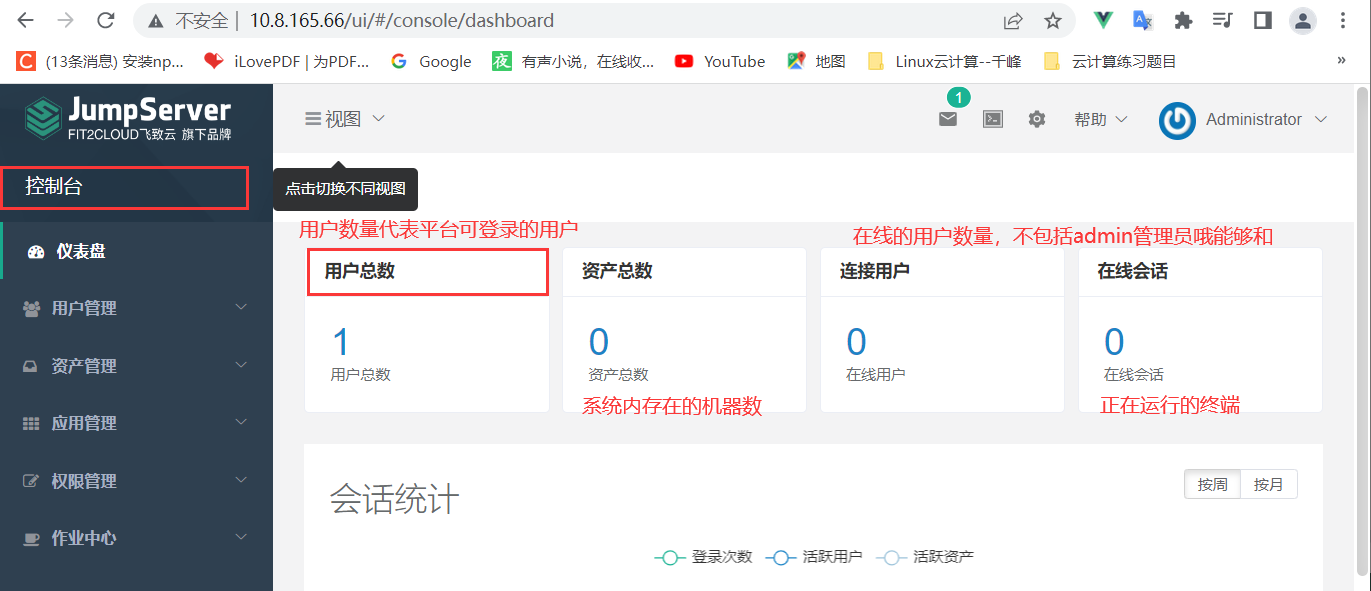 不安全 | 10.8.165.66/ui/#/console/dashboard
(13条消息) 安装np... iLovePDF | 为PDF... Google 夜 有声小说，在线收... YouTube 地图 Linux云计算--千峰 云计算练习题目 »
JumpServer
FIT2CLOUD飞致云 旗下品牌
视图
1
帮助
Administrator
控制台
点击切换不同视图
用户数量代表平台可登录的用户
在线的用户数量，不包括admin管理员哦能够和
仪表盘
用户管理
资产管理
应用管理
权限管理
作业中心
用户总数
1
用户总数
资产总数
0
资产总数
系统内存在的机器数
连接用户
0
在线用户
在线会话
0
在线会话
正在运行的终端
会话统计
按周 按月
登录次数 活跃用户 活跃资产